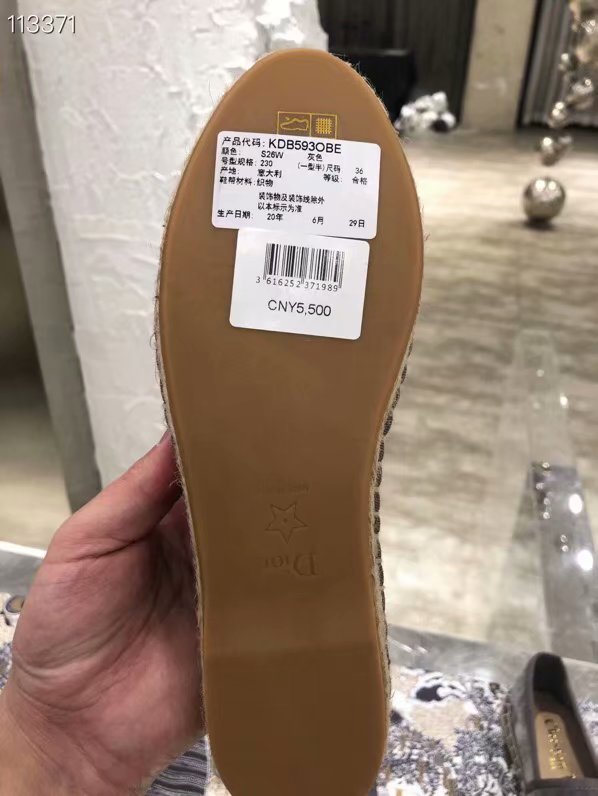 113371
产品代码: KDB593OBE
颜色: S26W 灰色
号型规格: 230 (一型半)尺码 36
产地: 意大利 等级: 合格
鞋帮材料: 织物
装饰物及装饰线除外
以本标示为准
生产日期: 20年 6月 29日
3 616252 371989
CNY5,500
Dior